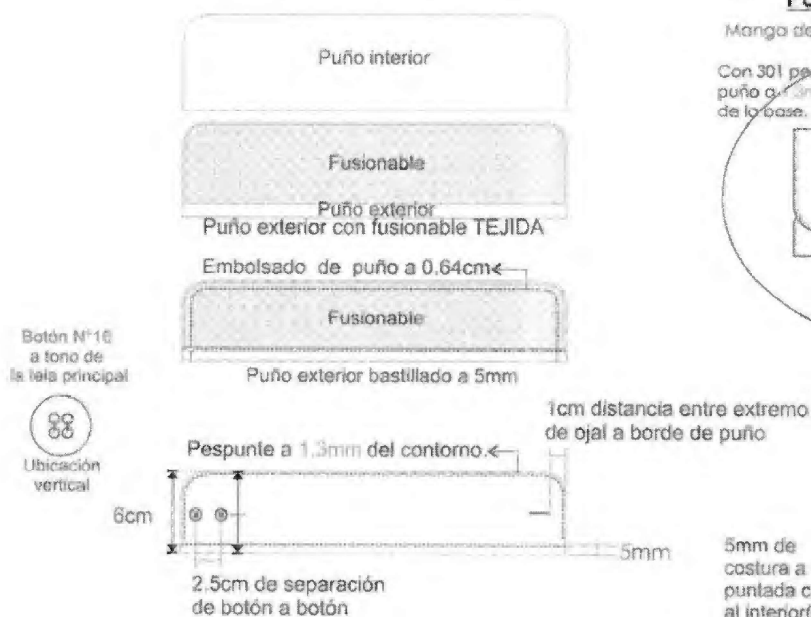 Puño interior
Fusionable
Puño exterior
Puño exterior con fusionable TEJIDA
Embolsado de puño a 0,64cm
Fusionable
Puño exterior bastillado a 5mm
Botón N°16
a tono de
la tela principal
Ubicación
vertical
1cm distancia entre extremo
de ojal a borde de puño
Pespunte a 1.3mm del contorno.
6cm
5mm
2.5cm de separación
de botón a botón
Manga
Con 301
puño a
de la base.
5mm de
costura a
puntada
al